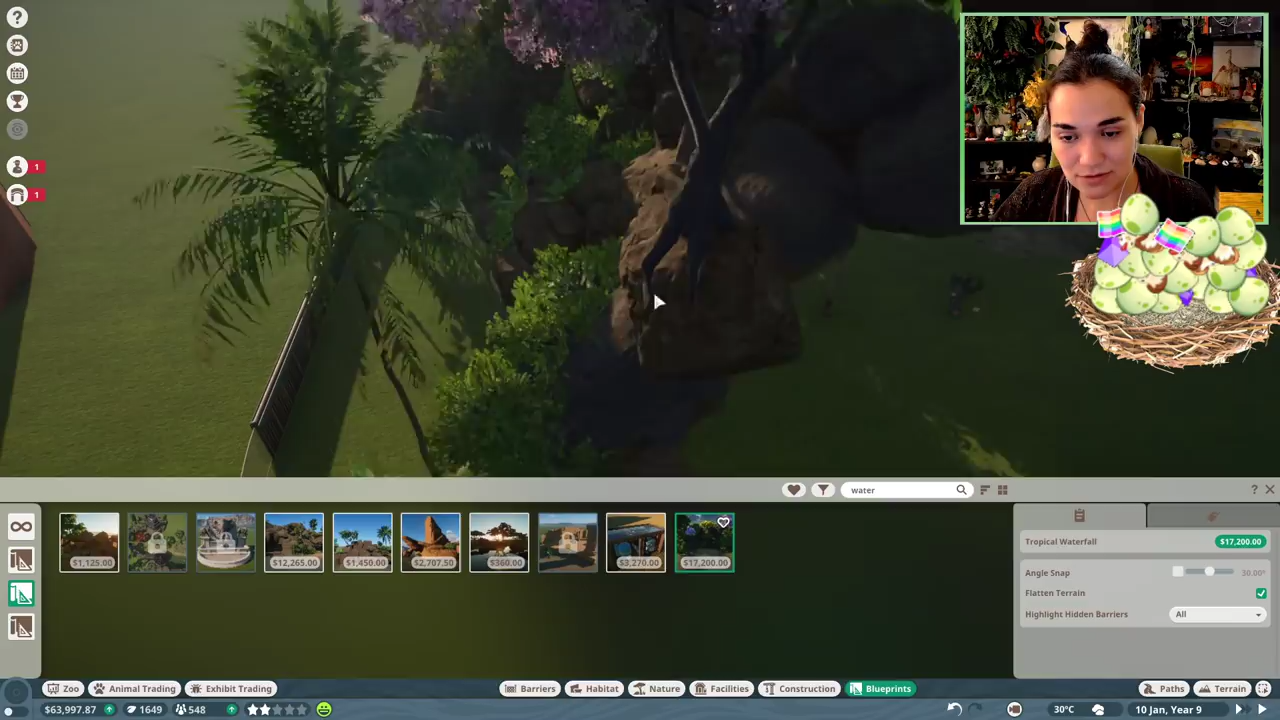 ?
1
1
water
?
$1,125.00
$12,265.00
$1,450.00
$2,707.50
$360.00
$3,270.00
$17,200.00
Tropical Waterfall
$17,200.00
Angle Snap
30.00°
Flatten Terrain
Highlight Hidden Barriers
All
Zoo
Animal Trading
Exhibit Trading
Barriers
Habitat
Nature
Facilities
Construction
Blueprints
Paths
Terrain
$63,997.87
1649
548
30°C
10 Jan, Year 9